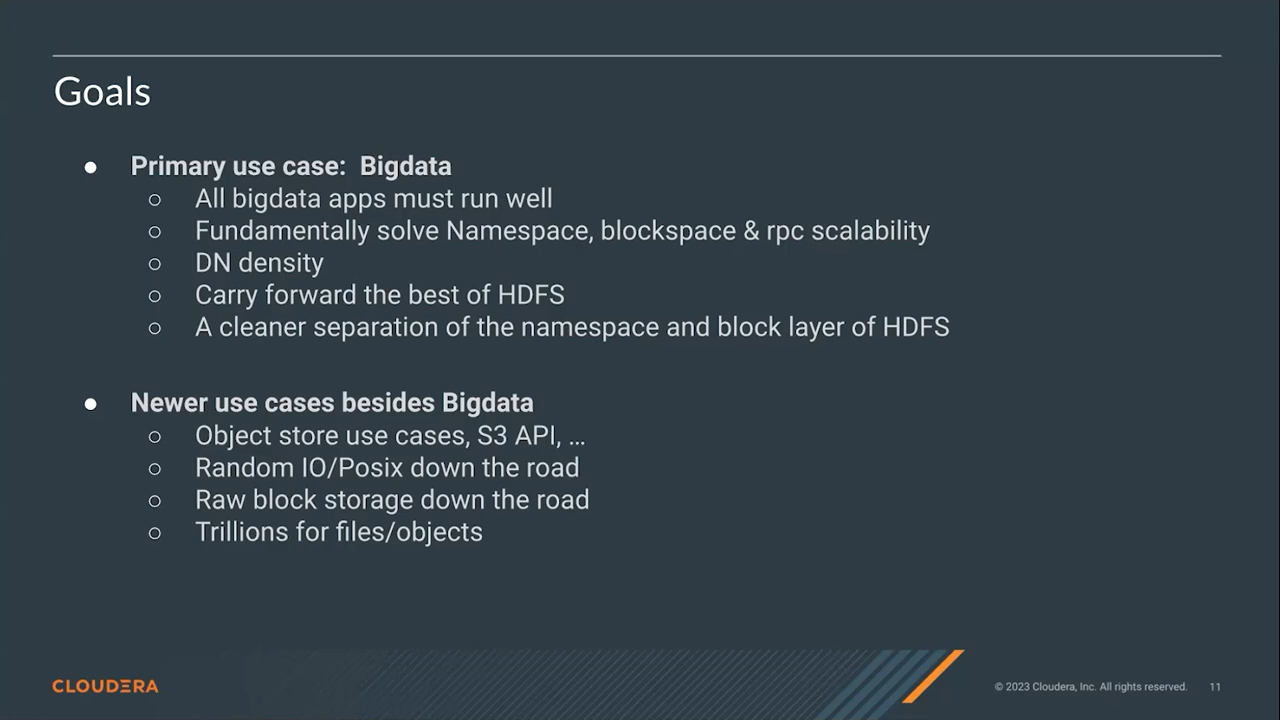 Goals
● Primary use case:  Bigdata
○ All bigdata apps must run well
○ Fundamentally solve Namespace, blockspace & rpc scalability
○ DN density
○ Carry forward the best of HDFS
○ A cleaner separation of the namespace and block layer of HDFS
● Newer use cases besides Bigdata
○ Object store use cases, S3 API, ...
○ Random IO/Posix down the road
○ Raw block storage down the road
○ Trillions for files/objects
CLOUDERA
© 2023 Cloudera, Inc. All rights reserved. 11